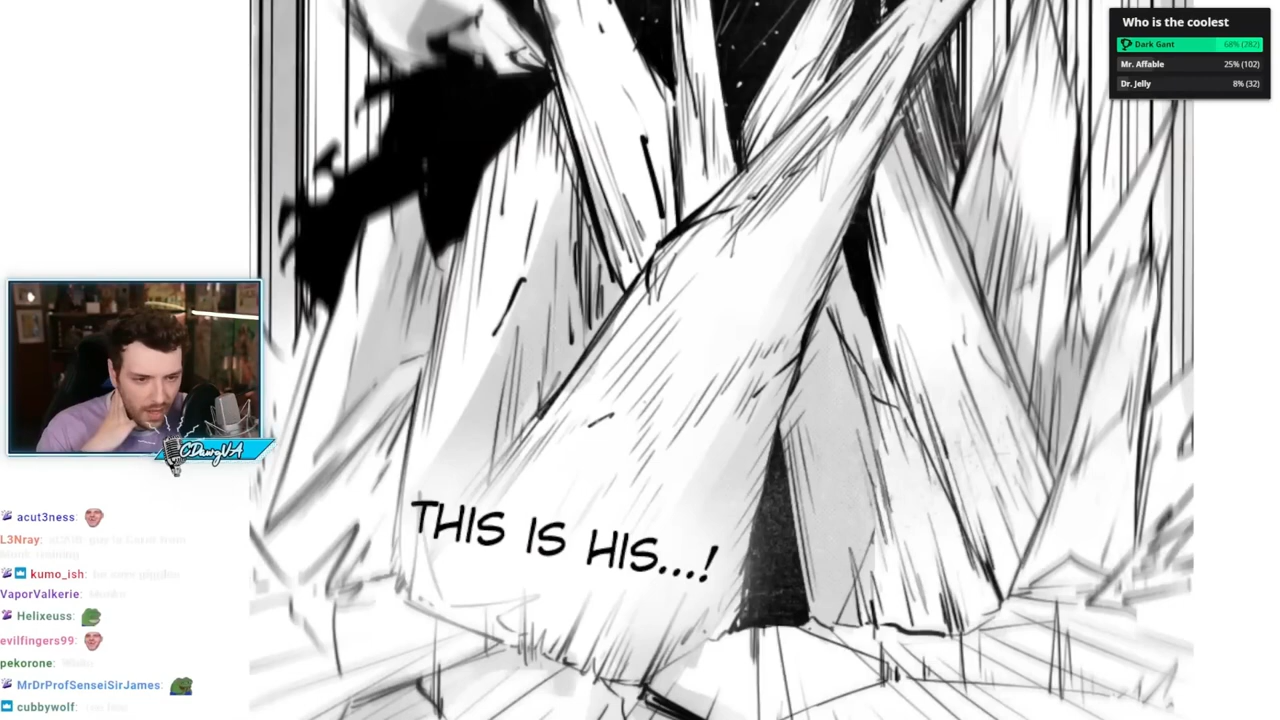 Who is the coolest
Dark Gant 68% (282)
Mr. Affable 25% (102)
Dr. Jelly 8% (32)
CDawgVA
acut3ness:
L3Nray:
kumo_ish:
VaporValkerie:
Helixeuss:
evilfingers99:
pekorone:
MrDrProfSenseiSirJames:
cubbywolf:
THIS IS HIS...!